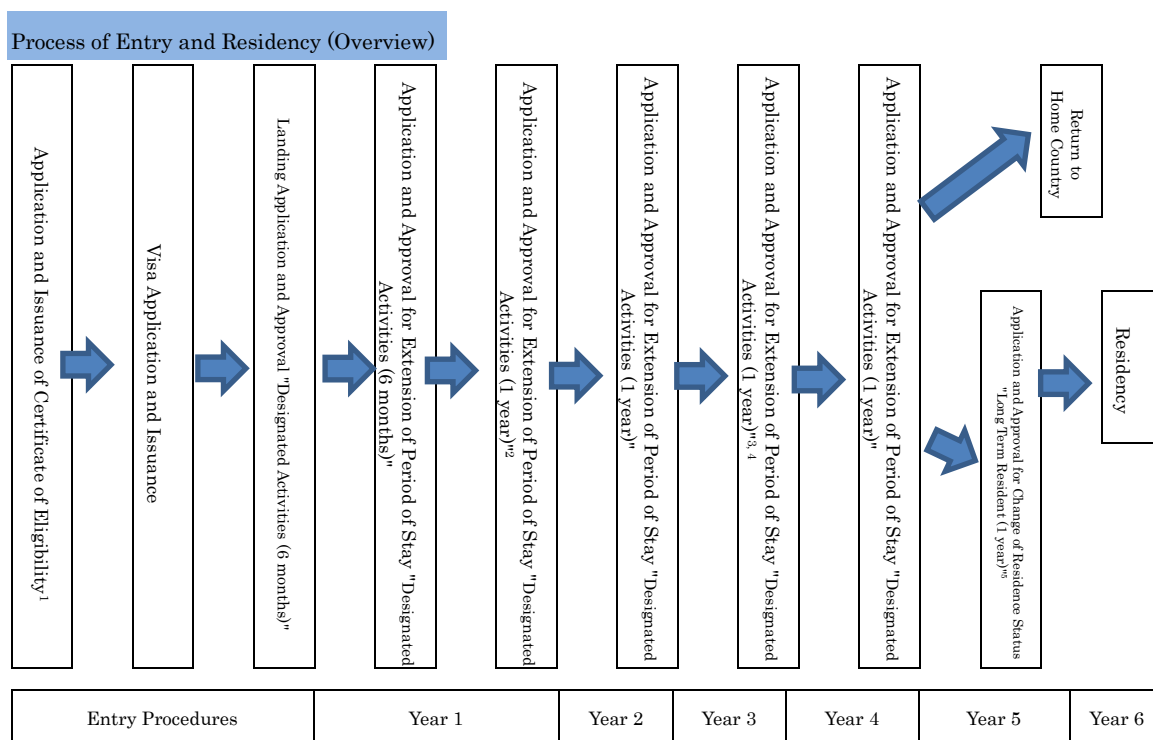 Process of Entry and Residency (Overview)
Application and Issuance of Certificate of Eligibility1
Visa Application and Issuance
Landing Application and Approval "Designated Activities (6 months)"
Application and Approval for Extension of Period of Stay "Designated
Activities (6 months)"
Application and Approval for Extension of Period of Stay "Designated
Activities (1 year)"2
Application and Approval for Extension of Period of Stay "Designated
Activities (1 year)"
Application and Approval for Extension of Period of Stay "Designated
Activities (1 year)"3, 4
Application and Approval for Extension of Period of Stay "Designated
Activities (1 year)"
Return to
Home Country
Application and Approval for Change of Residence Status
"Long Term Resident (1 year)"5
Residency
Entry Procedures
Year 1
Year 2
Year 3
Year 4
Year 5
Year 6